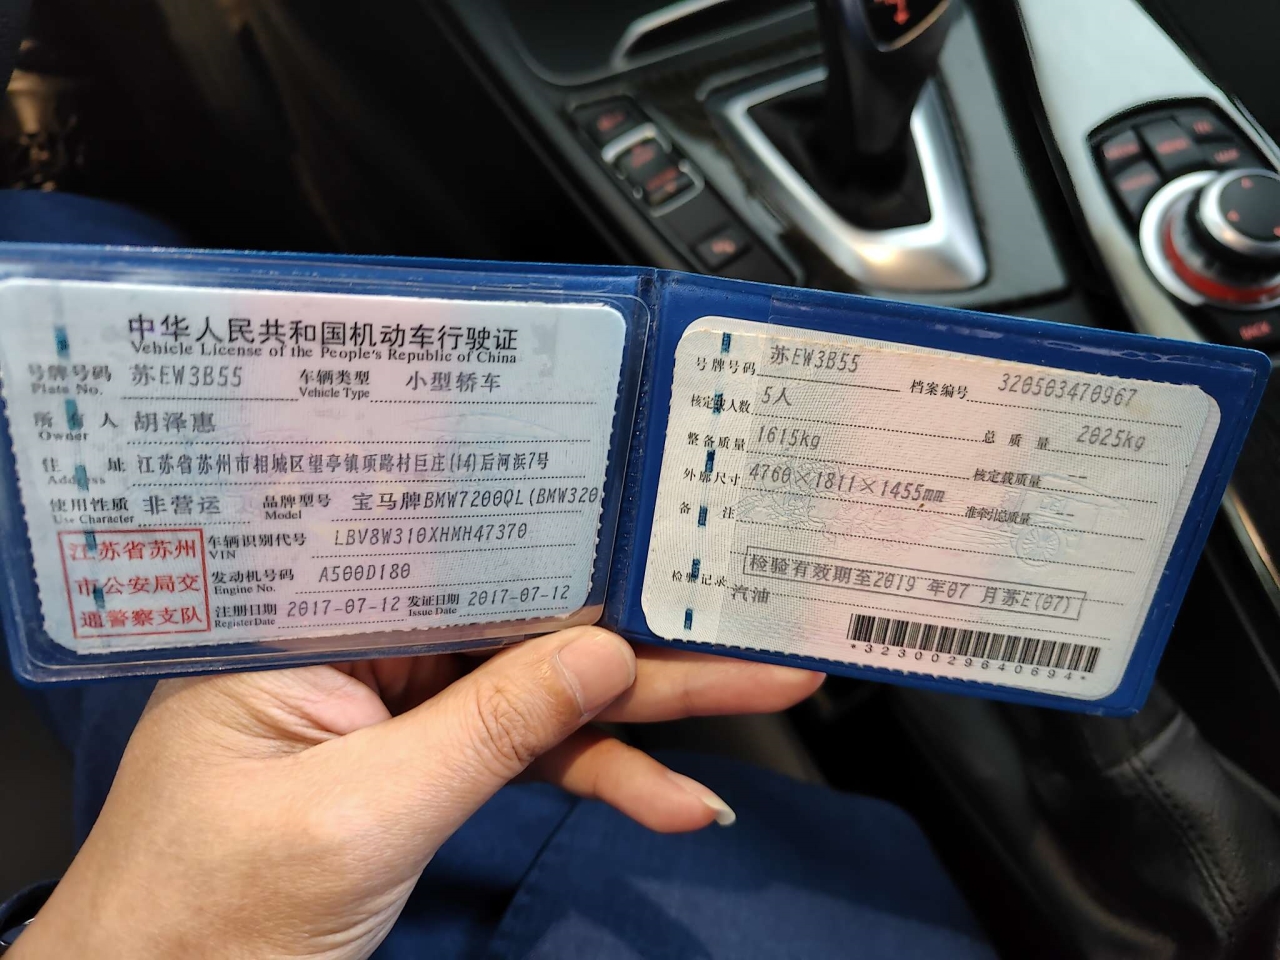 中华人民共和国机动车行驶证
Vehicle License of the People's Republic of China
号牌号码 苏EW3B55 车辆类型 小型轿车
Plate No. Vehicle Type
所有人 胡泽惠
Owner
住址 江苏省苏州市相城区望亭镇项路村巨庄(14)后河浜7号
Address
使用性质 非营运 品牌型号 宝马牌BMW7200QL(BMW320
Use Character Model
江苏省苏州
市公安局交
通警察支队
车辆识别代号 LBV8W310XHMH47370
VIN
发动机号码 A500D180
Engine No.
注册日期 2017-07-12 发证日期 2017-07-12
Register Date Issue Date
号牌号码 苏EW3B55 档案编号 320503470967
核定载人数 5人
整备质量 1615kg 总质量 2025kg
外廓尺寸 4760×1811×1455mm 核定载质量 --
备注 准牵引总质量 --
检验有效期至2019年07月苏E(07)
检验记录
汽油
*3230029640694*
BACK